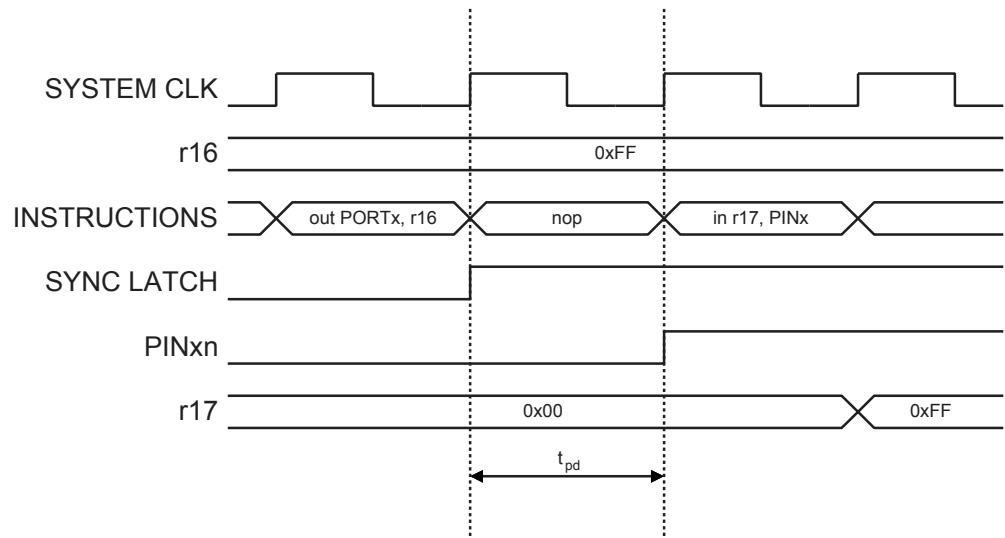 SYSTEM CLK
r16
0xFF
INSTRUCTIONS
out PORTx, r16
nop
in r17, PINx
SYNC LATCH
PINxn
r17
0x00
0xFF
tpd